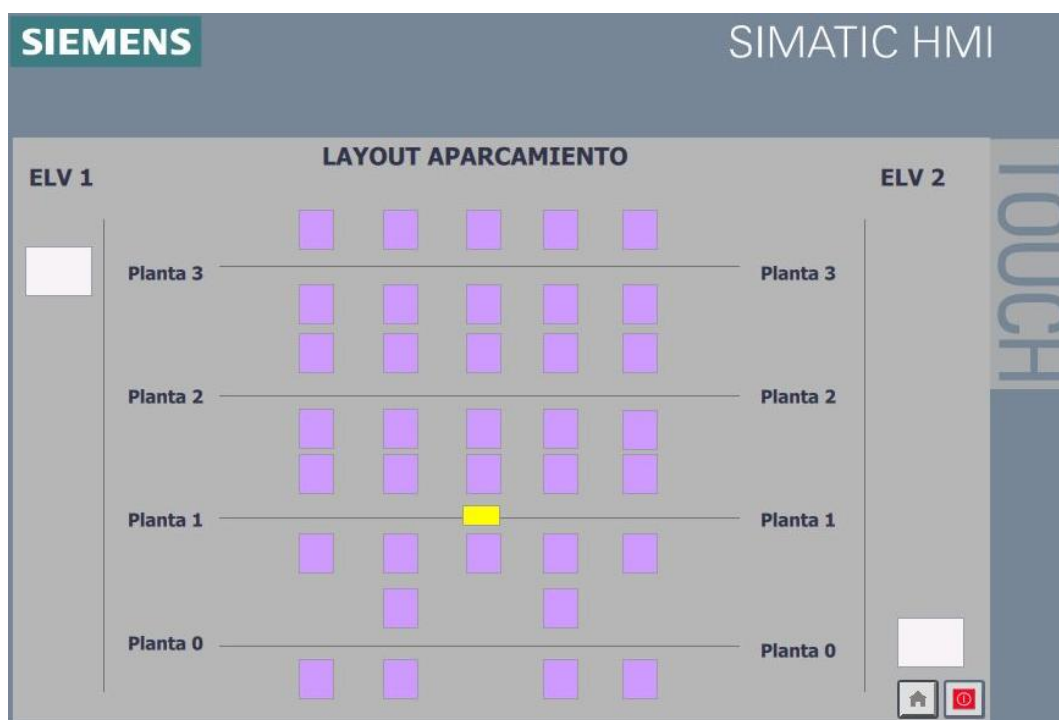 SIEMENS
SIMATIC HMI
TOUCH
LAYOUT APARCAMIENTO
ELV 1
ELV 2
Planta 3
Planta 3
Planta 2
Planta 2
Planta 1
Planta 1
Planta 0
Planta 0